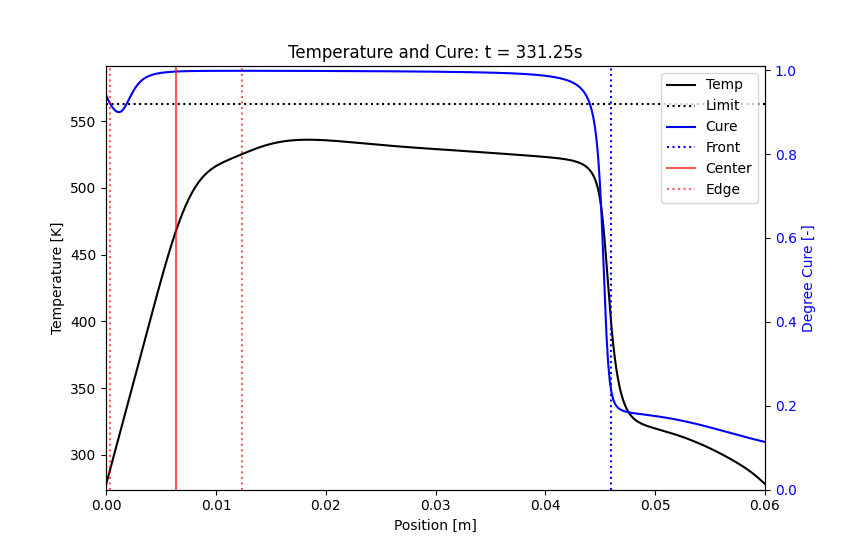 Temperature and Cure: t = 331.25s
Temp
Limit
Cure
Front
Center
Edge
550
500
450
400
350
300
Temperature [K]
1.0
0.8
0.6
0.4
0.2
0.0
Degree Cure [-]
0.00 0.01 0.02 0.03 0.04 0.05 0.06
Position [m]